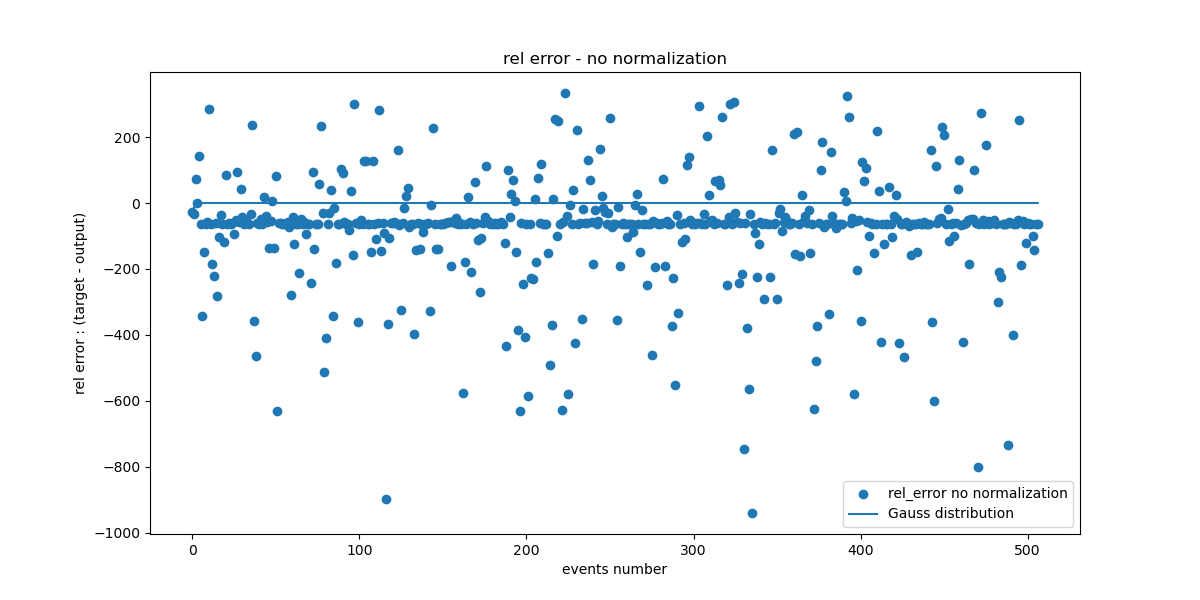 rel error - no normalization
rel error : (target - output)
200
0
−200
−400
−600
−800
−1000
0 100 200 300 400 500
events number
rel_error no normalization
Gauss distribution